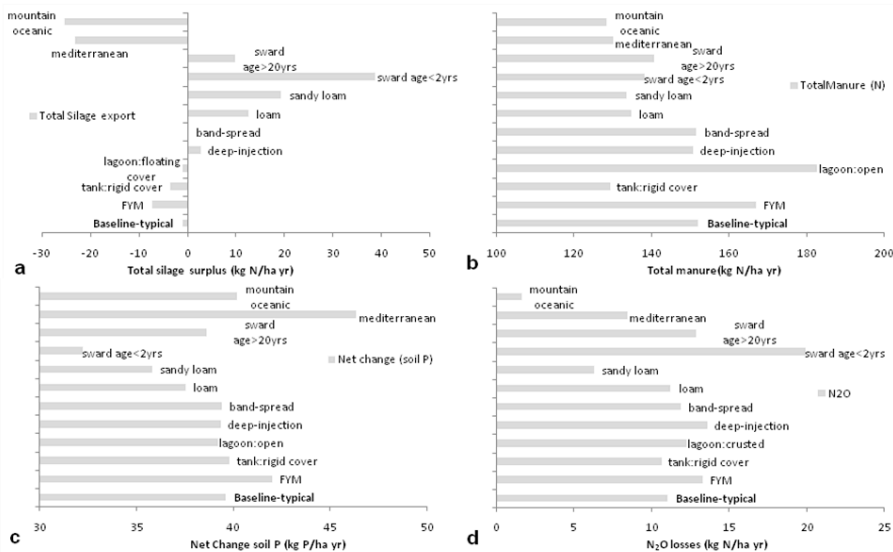 mountain
oceanic
mediterranean
sward
age>20yrs
sward age<2yrs
sandy loam
Total Silage export
loam
band-spread
deep-injection
lagoon:floating
cover
tank:rigid cover
FYM
Baseline-typical
-30 -20 -10 0 10 20 30 40 50
a
Total silage surplus (kg N/ha yr)
mountain
oceanic
mediterranean
sward
age>20yrs
sward age<2yrs
TotalManure (N)
sandy loam
loam
band-spread
deep-injection
lagoon:open
tank:rigid cover
FYM
Baseline-typical
100 120 140 160 180 200
b
Total manure(kg N/ha yr)
mountain
oceanic
mediterranean
sward
age>20yrs
sward age<2yrs
Net change (soil P)
sandy loam
loam
band-spread
deep-injection
lagoon:open
tank:rigid cover
FYM
Baseline-typical
30 35 40 45 50
c
Net Change soil P (kg P/ha yr)
mountain
oceanic
mediterranean
sward
age>20yrs
sward age<2yrs
sandy loam
loam
N2O
band-spread
deep-injection
lagoon:crusted
tank:rigid cover
FYM
Baseline-typical
0 5 10 15 20 25
d
N₂O losses (kg N/ha yr)